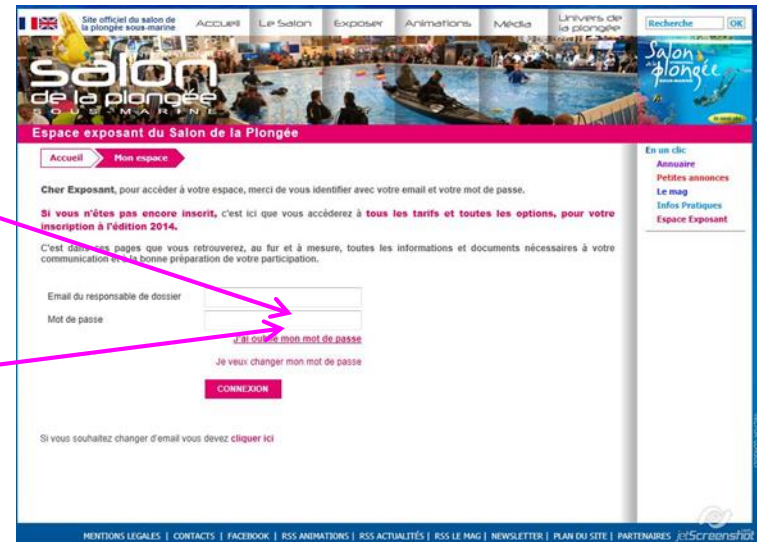 Site officiel du salon de
la plongée sous-marine
Accueil Le Salon Exposer Animations Média Univers de
la plongée
Recherche OK
salon
de la plongée
SOUS-MARINE
Salon
de la
plongée
SOUS-MARINE
Espace exposant du Salon de la Plongée
Accueil Mon espace
En un clic
Annuaire
Petites annonces
Le mag
Infos Pratiques
Espace Exposant
Cher Exposant, pour accéder à votre espace, merci de vous identifier avec votre email et votre mot de passe.
Si vous n'êtes pas encore inscrit, c'est ici que vous accèderez à tous les tarifs et toutes les options, pour votre
inscription à l'édition 2014.
C'est dans ces pages que vous retrouverez, au fur et à mesure, toutes les informations et documents nécessaires à votre
communication et à la bonne préparation de votre participation.
Email du responsable de dossier
Mot de passe
J'ai oublié mon mot de passe
Je veux changer mon mot de passe
CONNEXION
Si vous souhaitez changer d'email vous devez cliquer ici
MENTIONS LEGALES | CONTACTS | FACEBOOK | RSS ANIMATIONS | RSS ACTUALITÉS | RSS LE MAG | NEWSLETTER | PLAN DU SITE | PARTENAIRES
jetScreenshot